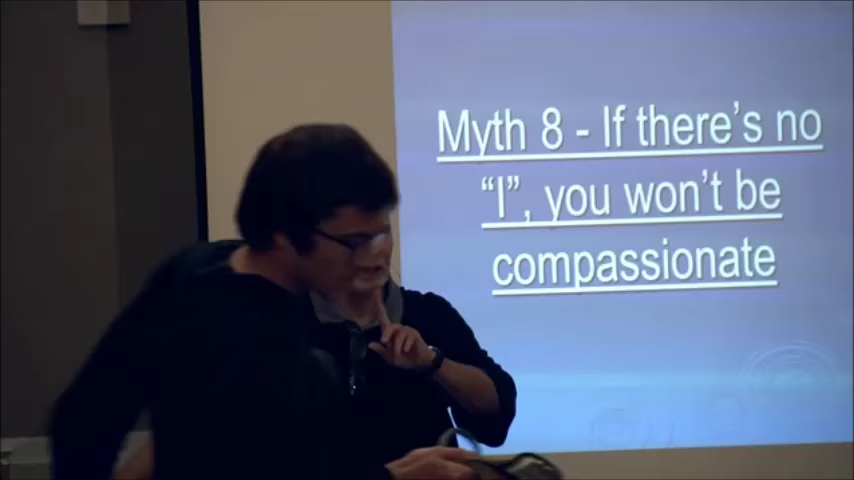 Myth 8 - If there’s no
“I”, you won’t be
compassionate